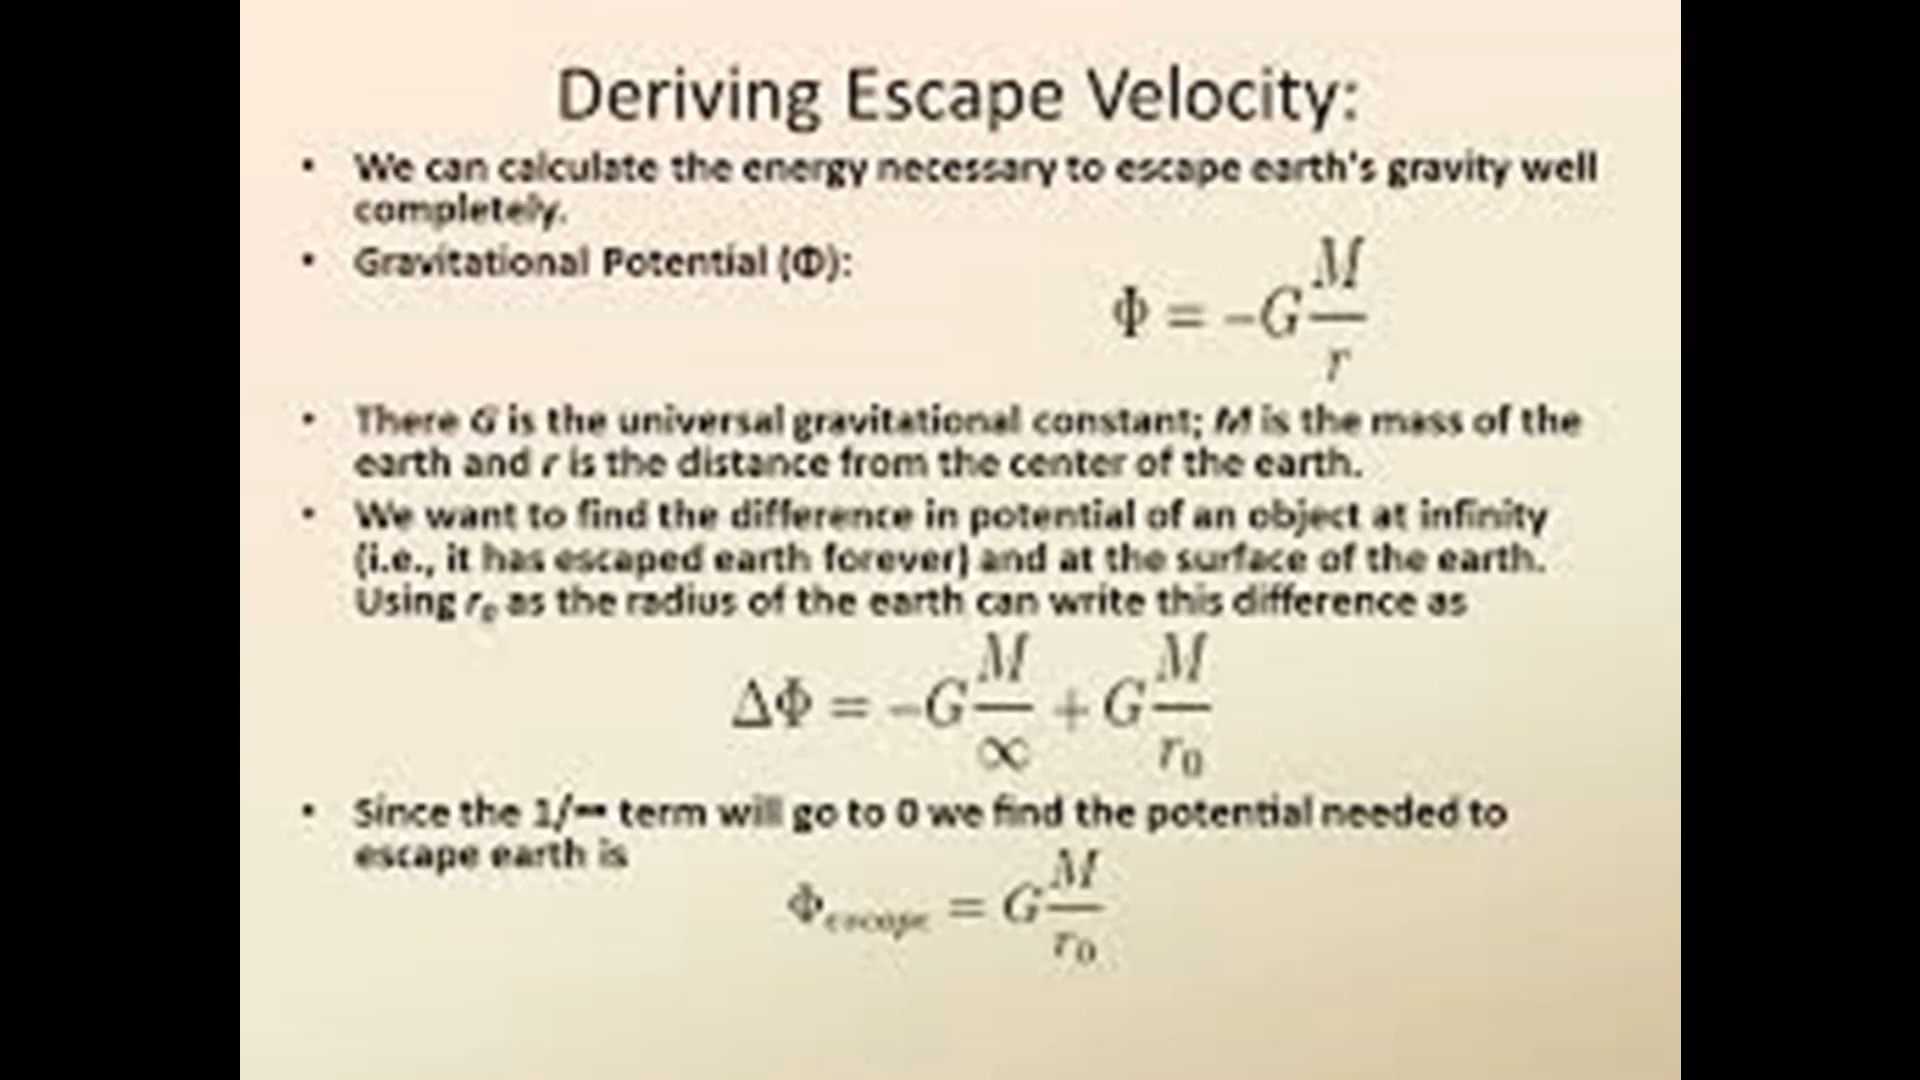 Deriving Escape Velocity:
• We can calculate the energy necessary to escape earth's gravity well
completely.
• Gravitational Potential (Φ):
Φ = −G M/r
• There G is the universal gravitational constant; M is the mass of the
earth and r is the distance from the center of the earth.
• We want to find the difference in potential of an object at infinity
(i.e., it has escaped earth forever) and at the surface of the earth.
Using r₀ as the radius of the earth can write this difference as
ΔΦ = −G M/∞ + G M/r₀
• Since the 1/∞ term will go to 0 we find the potential needed to
escape earth is
Φescape = G M/r₀